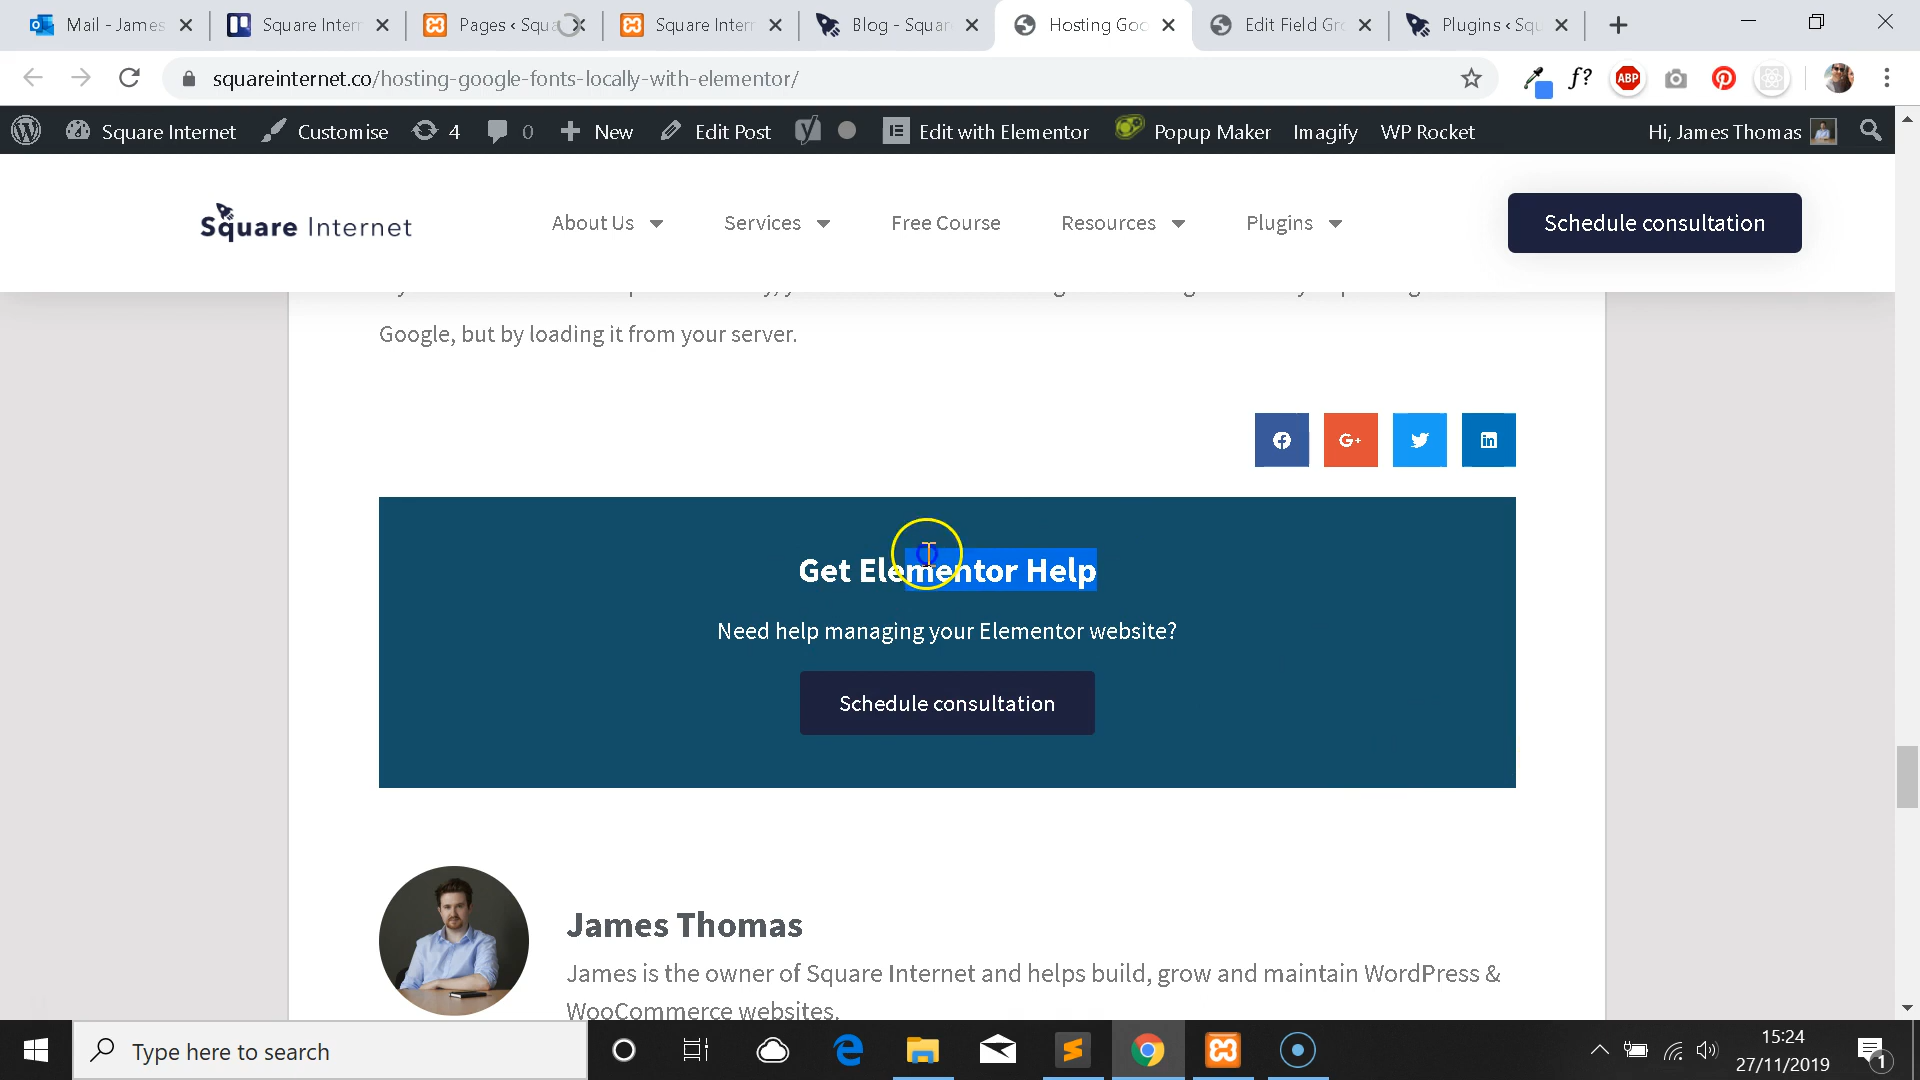 Mail - James
Square Intern
Pages ‹ Squa
Square Intern
Blog - Square
Hosting Goo
Edit Field Gro
Plugins ‹ Squ
squareinternet.co/hosting-google-fonts-locally-with-elementor/
f?
ABP
Square Internet
Customise
4
0
New
Edit Post
Edit with Elementor
Popup Maker
Imagify
WP Rocket
Hi, James Thomas
Square Internet
About Us
Services
Free Course
Resources
Plugins
Schedule consultation
Google, but by loading it from your server.
G+
in
Get Elementor Help
Need help managing your Elementor website?
Schedule consultation
James Thomas
James is the owner of Square Internet and helps build, grow and maintain WordPress &
WooCommerce websites.
Type here to search
15:24
27/11/2019
1